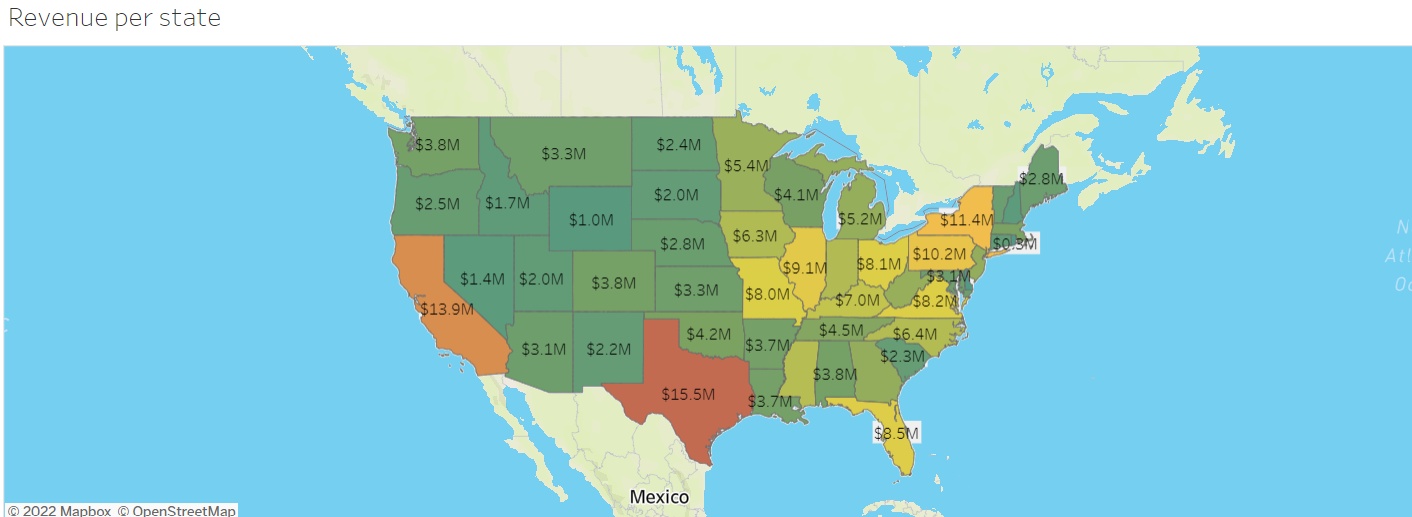 Revenue per state
$3.8M
$3.3M
$2.4M
$5.4M
$2.8M
$2.5M
$1.7M
$1.0M
$2.0M
$4.1M
$5.2M
$11.4M
$2.8M
$6.3M
$0.3M
$1.4M
$2.0M
$3.8M
$3.3M
$8.0M
$9.1M
$8.1M
$10.2M
$3.1M
$13.9M
$7.0M
$8.2M
$3.1M
$2.2M
$4.2M
$3.7M
$4.5M
$6.4M
$2.3M
$15.5M
$3.7M
$3.8M
$8.5M
Mexico
© 2022 Mapbox © OpenStreetMap